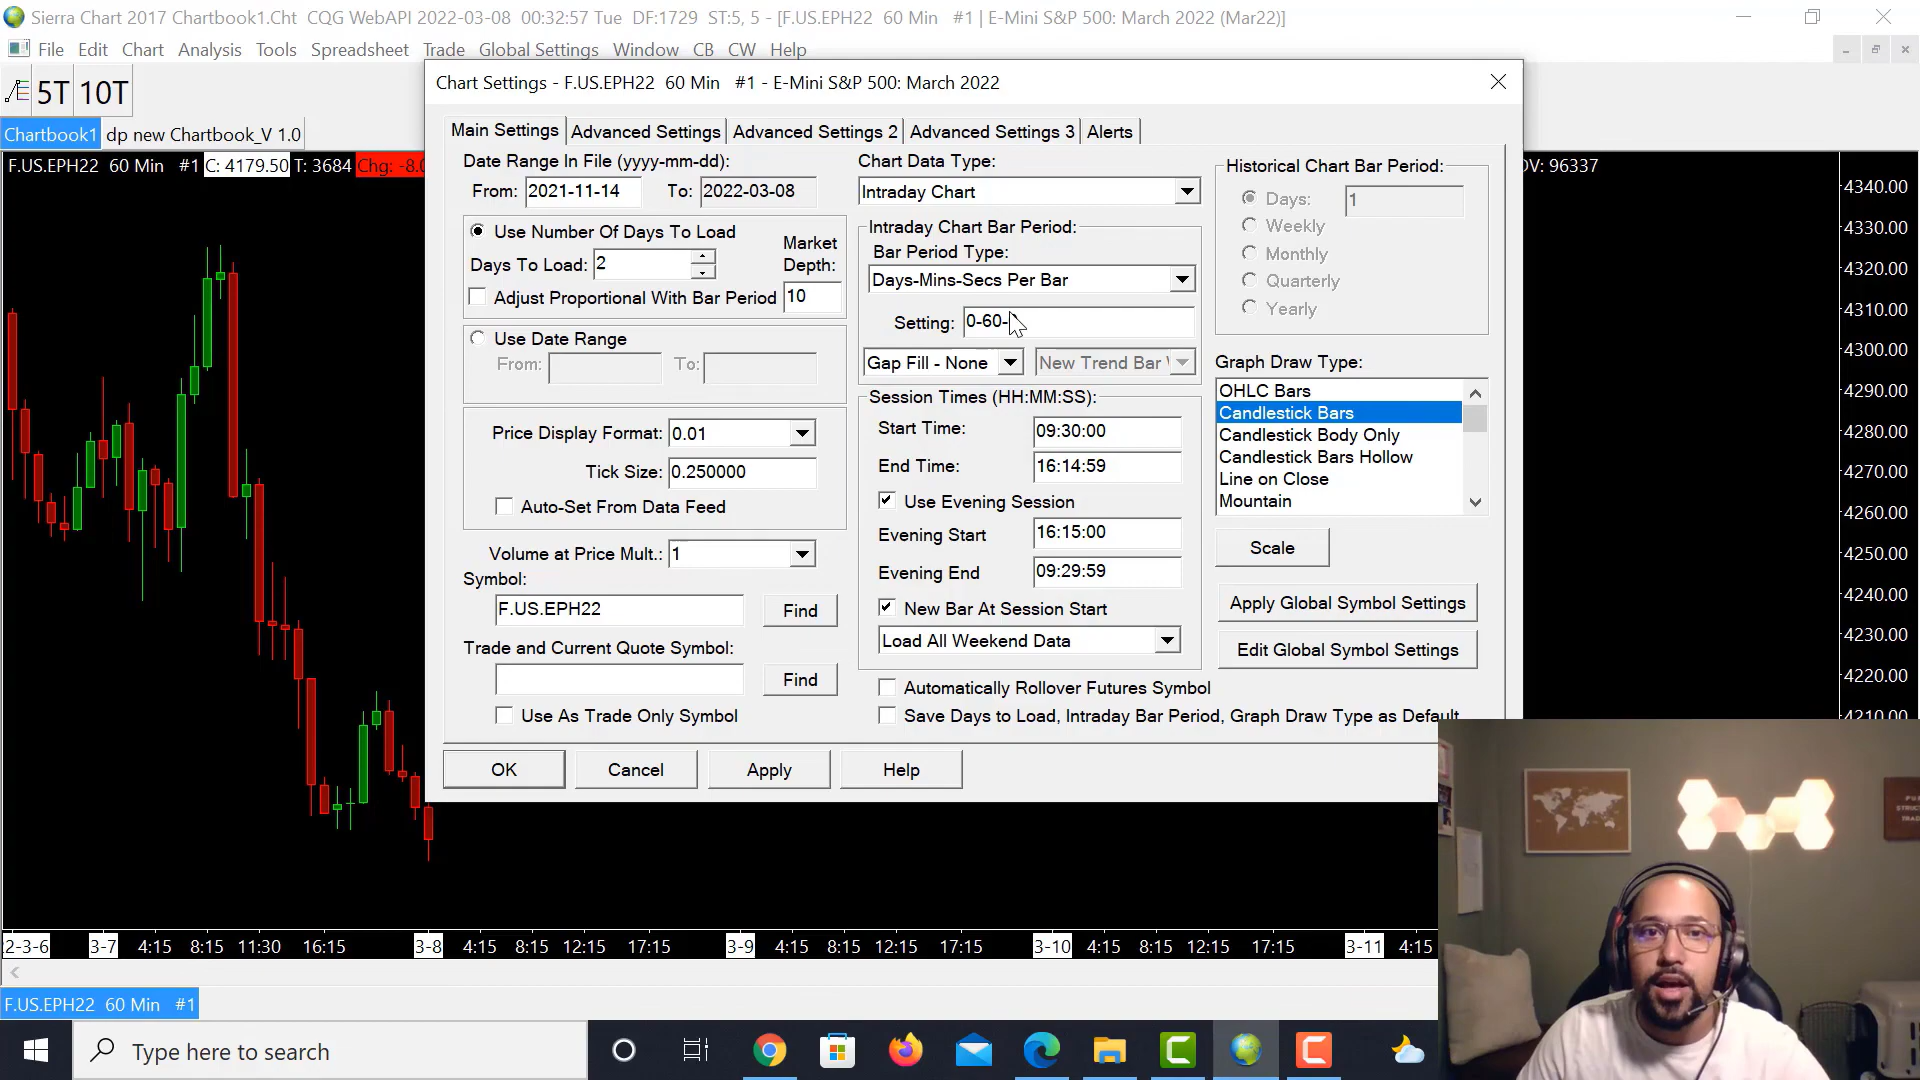 Sierra Chart 2017 Chartbook1.Cht CQG WebAPI 2022-03-08 00:32:57 Tue DF:1729 ST:5, 5 - [F.US.EPH22 60 Min #1 | E-Mini S&P 500: March 2022 (Mar22)]
File Edit Chart Analysis Tools Spreadsheet Trade Global Settings Window CB CW Help
5T 10T
Chartbook1 dp new Chartbook_V 1.0
F.US.EPH22 60 Min #1 C: 4179.50 T: 3684 Chg: -8.0
DV: 96337
Chart Settings - F.US.EPH22 60 Min #1 - E-Mini S&P 500: March 2022
Main Settings Advanced Settings Advanced Settings 2 Advanced Settings 3 Alerts
Date Range In File (yyyy-mm-dd):
From: 2021-11-14 To: 2022-03-08
Use Number Of Days To Load
Days To Load: 2
Market Depth:
Adjust Proportional With Bar Period 10
Use Date Range
From: To:
Price Display Format: 0.01
Tick Size: 0.250000
Auto-Set From Data Feed
Volume at Price Mult.: 1
Symbol:
F.US.EPH22 Find
Trade and Current Quote Symbol:
Find
Use As Trade Only Symbol
Chart Data Type:
Intraday Chart
Intraday Chart Bar Period:
Bar Period Type:
Days-Mins-Secs Per Bar
Setting: 0-60-
Gap Fill - None New Trend Bar
Session Times (HH:MM:SS):
Start Time: 09:30:00
End Time: 16:14:59
Use Evening Session
Evening Start 16:15:00
Evening End 09:29:59
New Bar At Session Start
Load All Weekend Data
Automatically Rollover Futures Symbol
Save Days to Load, Intraday Bar Period, Graph Draw Type as Default
Historical Chart Bar Period:
Days: 1
Weekly
Monthly
Quarterly
Yearly
Graph Draw Type:
OHLC Bars
Candlestick Bars
Candlestick Body Only
Candlestick Bars Hollow
Line on Close
Mountain
Scale
Apply Global Symbol Settings
Edit Global Symbol Settings
OK Cancel Apply Help
4340.00
4330.00
4320.00
4310.00
4300.00
4290.00
4280.00
4270.00
4260.00
4250.00
4240.00
4230.00
4220.00
4210.00
2-3-6 3-7 4:15 8:15 11:30 16:15 3-8 4:15 8:15 12:15 17:15 3-9 4:15 8:15 12:15 17:15 3-10 4:15 8:15 12:15 17:15 3-11 4:15
F.US.EPH22 60 Min #1
Type here to search